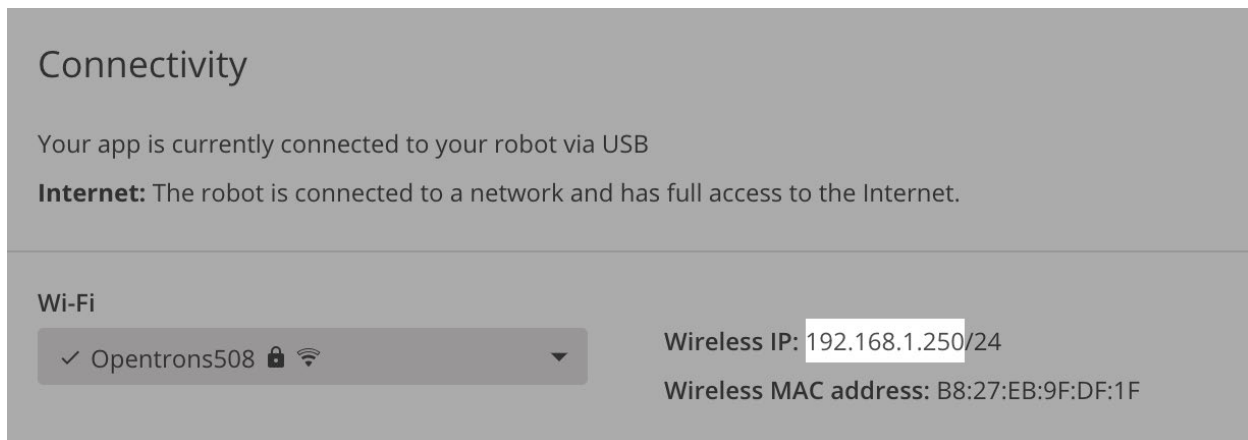 Connectivity
Your app is currently connected to your robot via USB
Internet: The robot is connected to a network and has full access to the Internet.
Wi-Fi
Opentrons508
Wireless IP: 192.168.1.250/24
Wireless MAC address: B8:27:EB:9F:DF:1F